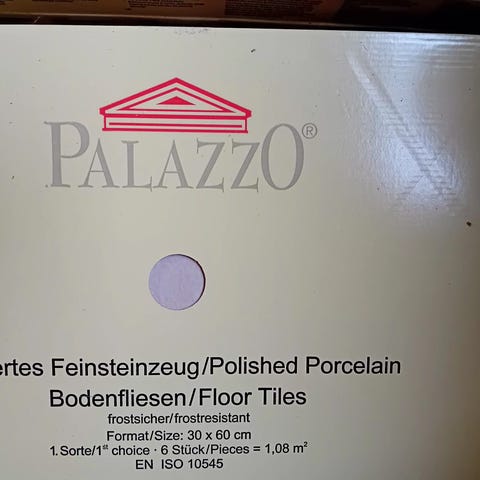 PALAZZO®
ertes Feinsteinzeug/Polished Porcelain
Bodenfliesen/Floor Tiles
frostsicher/frostresistant
Format/Size: 30 x 60 cm
1. Sorte/1st choice · 6 Stück/Pieces = 1,08 m²
EN ISO 10545